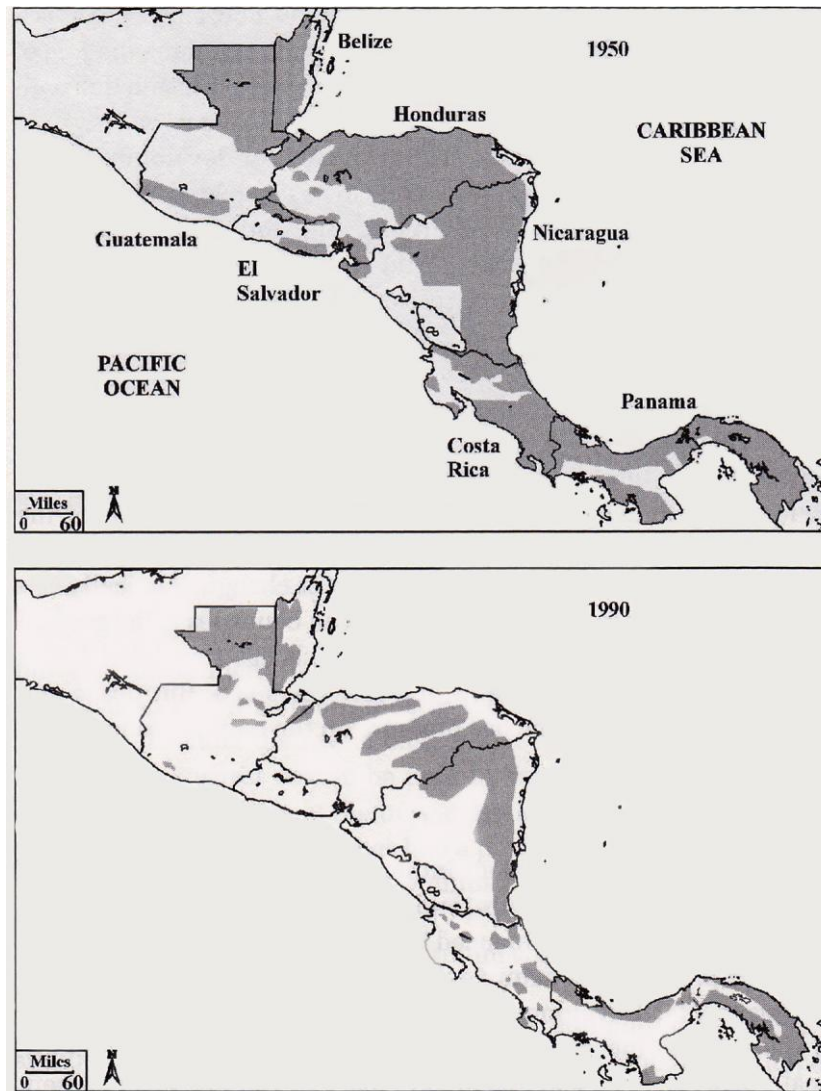 1950
Belize
Honduras
CARIBBEAN
SEA
Guatemala
Nicaragua
El
Salvador
PACIFIC
OCEAN
Panama
Costa
Rica
Miles
0 60
N
1990
Miles
0 60
N